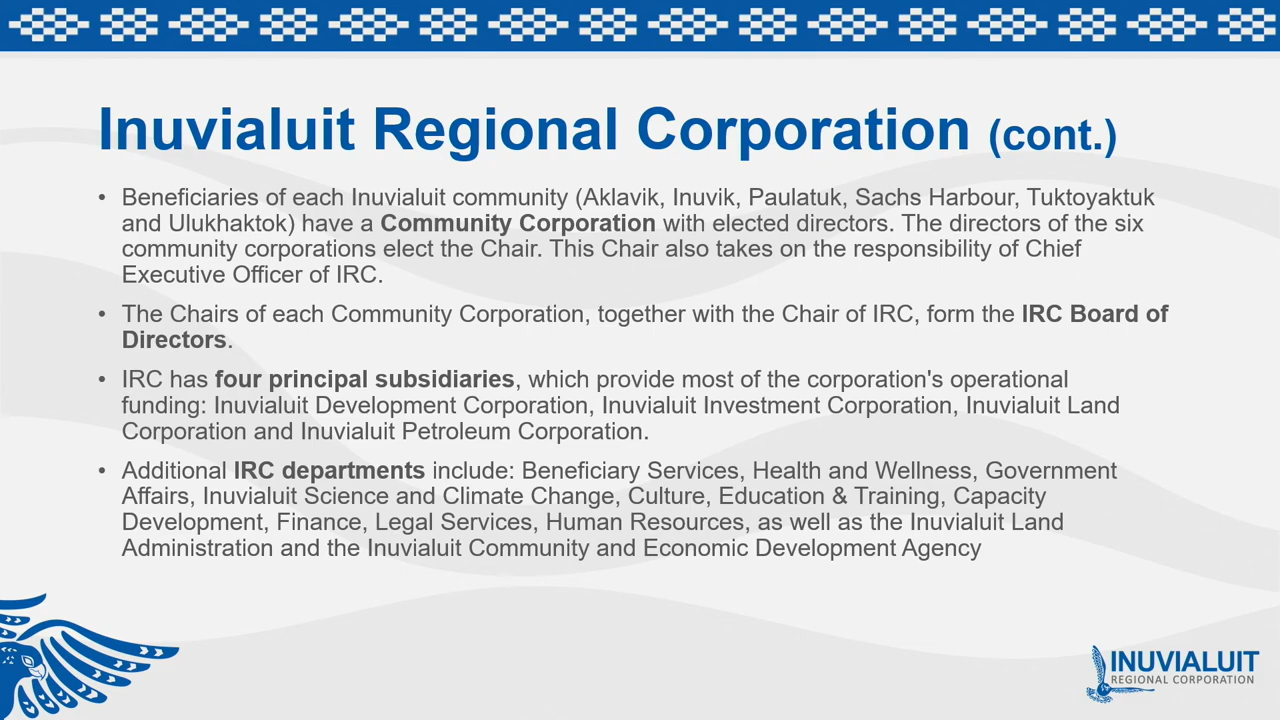 Inuvialuit Regional Corporation (cont.)
• Beneficiaries of each Inuvialuit community (Aklavik, Inuvik, Paulatuk, Sachs Harbour, Tuktoyaktuk
and Ulukhaktok) have a Community Corporation with elected directors. The directors of the six
community corporations elect the Chair. This Chair also takes on the responsibility of Chief
Executive Officer of IRC.
• The Chairs of each Community Corporation, together with the Chair of IRC, form the IRC Board of
Directors.
• IRC has four principal subsidiaries, which provide most of the corporation's operational
funding: Inuvialuit Development Corporation, Inuvialuit Investment Corporation, Inuvialuit Land
Corporation and Inuvialuit Petroleum Corporation.
• Additional IRC departments include: Beneficiary Services, Health and Wellness, Government
Affairs, Inuvialuit Science and Climate Change, Culture, Education & Training, Capacity
Development, Finance, Legal Services, Human Resources, as well as the Inuvialuit Land
Administration and the Inuvialuit Community and Economic Development Agency
INUVIALUIT
REGIONAL CORPORATION